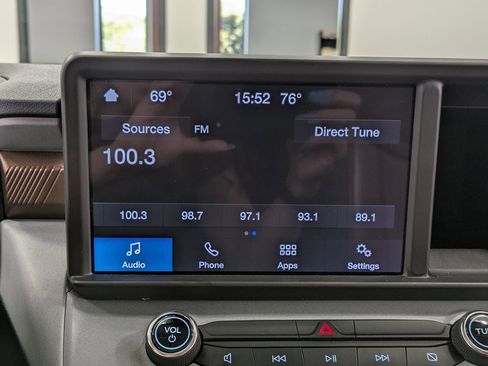 69° 15:52 76°
Sources FM Direct Tune
100.3
100.3 98.7 97.1 93.1 89.1
Audio Phone Apps Settings
VOL TU